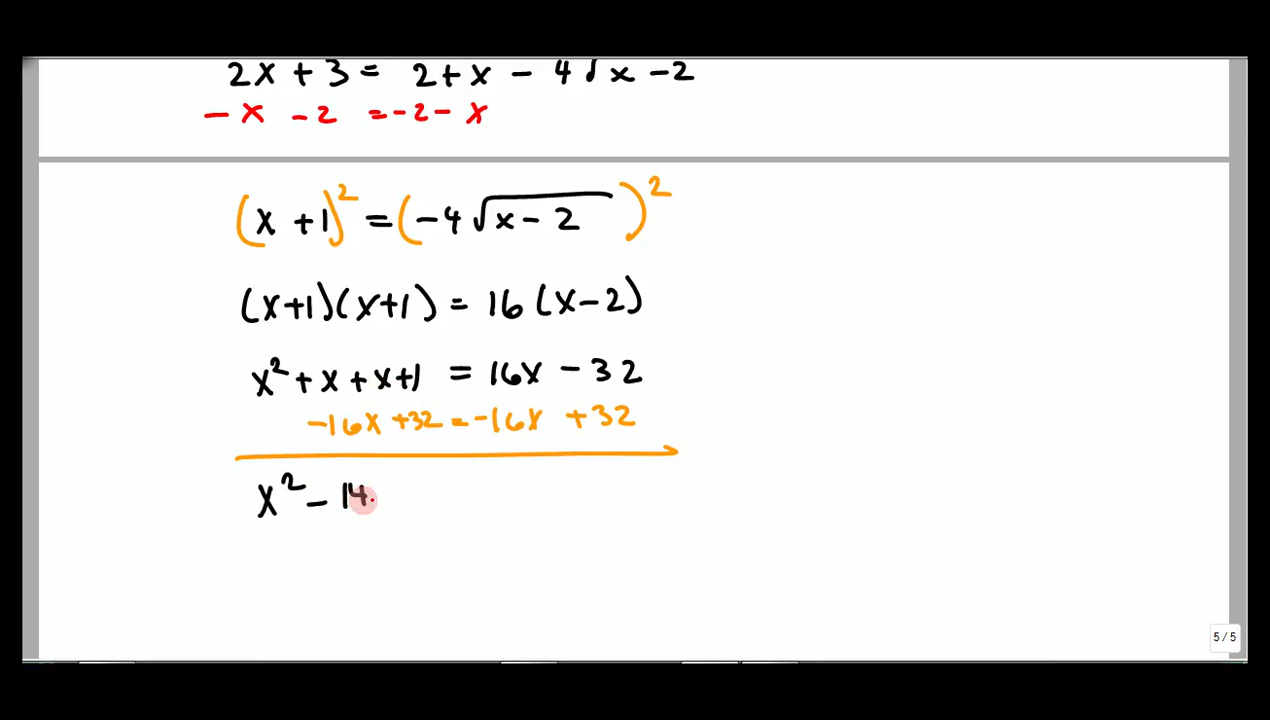 2x + 3 = 2 + x - 4√x - 2
- x - 2 = -2 - x
(x + 1)² = (-4√x - 2)²
(x+1)(x+1) = 16(x-2)
x² + x + x + 1 = 16x - 32
-16x + 32 = -16x + 32
x² - 14
5 / 5